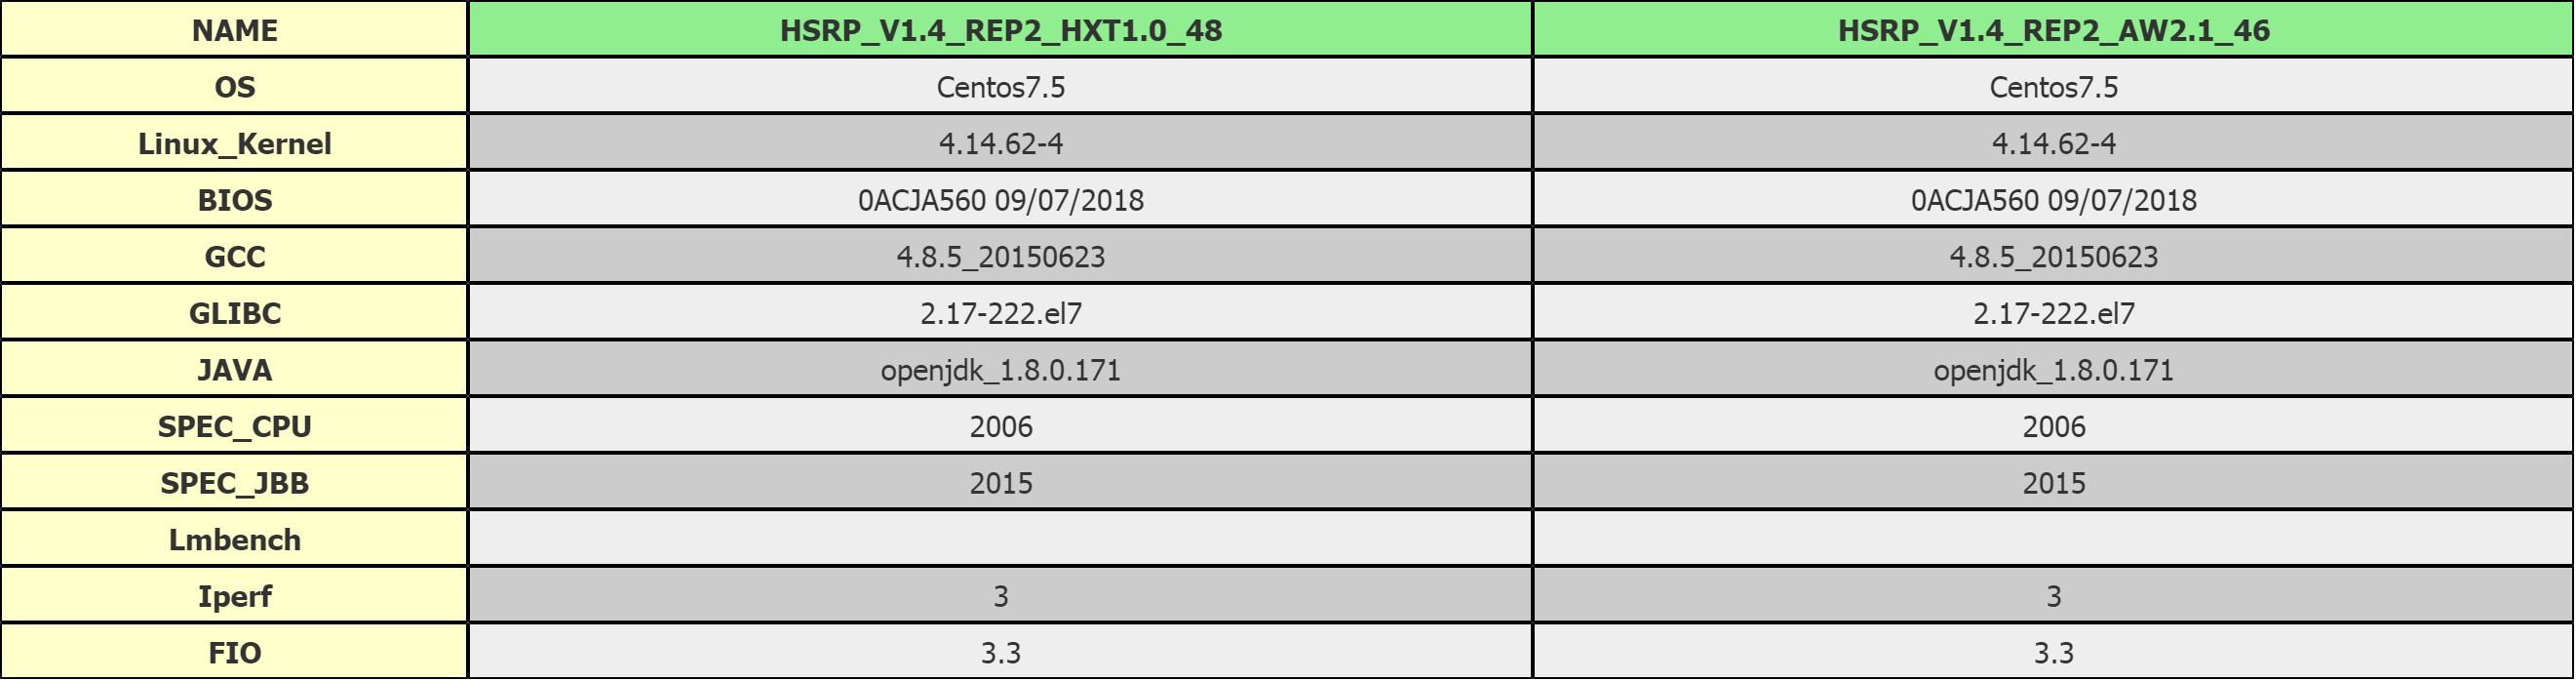 NAME HSRP_V1.4_REP2_HXT1.0_48 HSRP_V1.4_REP2_AW2.1_46
OS Centos7.5 Centos7.5
Linux_Kernel 4.14.62-4 4.14.62-4
BIOS 0ACJA560 09/07/2018 0ACJA560 09/07/2018
GCC 4.8.5_20150623 4.8.5_20150623
GLIBC 2.17-222.el7 2.17-222.el7
JAVA openjdk_1.8.0.171 openjdk_1.8.0.171
SPEC_CPU 2006 2006
SPEC_JBB 2015 2015
Lmbench
Iperf 3 3
FIO 3.3 3.3